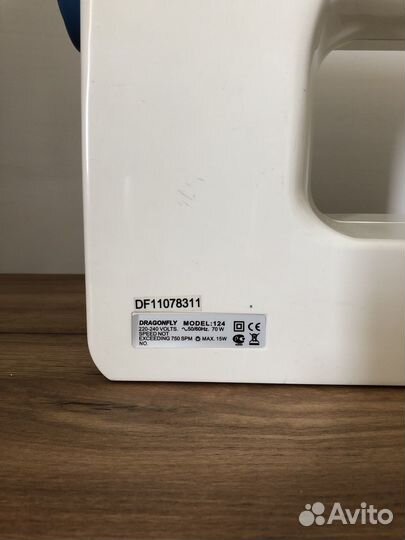 DF11078311
DRAGONFLY MODEL:124
220-240 VOLTS. ∿50/60Hz. 70 W
SPEED NOT
EXCEEDING 750 SPM MAX. 15W
NO.
Avito